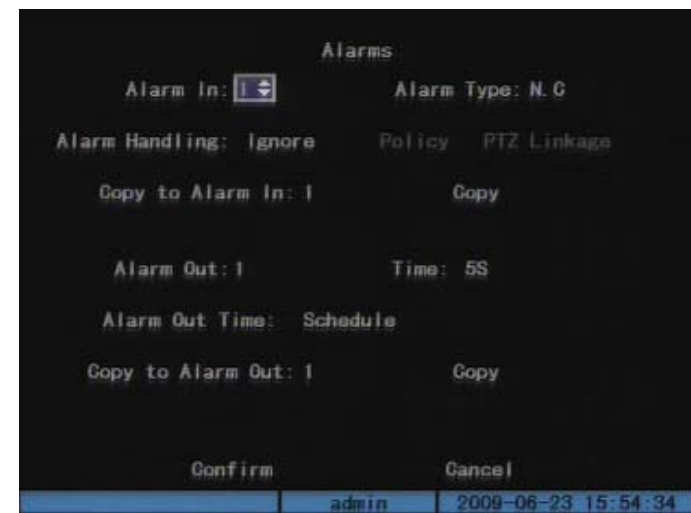 Alarms
Alarm In: 1 Alarm Type: N.C
Alarm Handling: Ignore Policy PTZ Linkage
Copy to Alarm In: 1 Copy
Alarm Out: 1 Time: 5S
Alarm Out Time: Schedule
Copy to Alarm Out: 1 Copy
Confirm Cancel
admin 2009-06-23 15:54:34